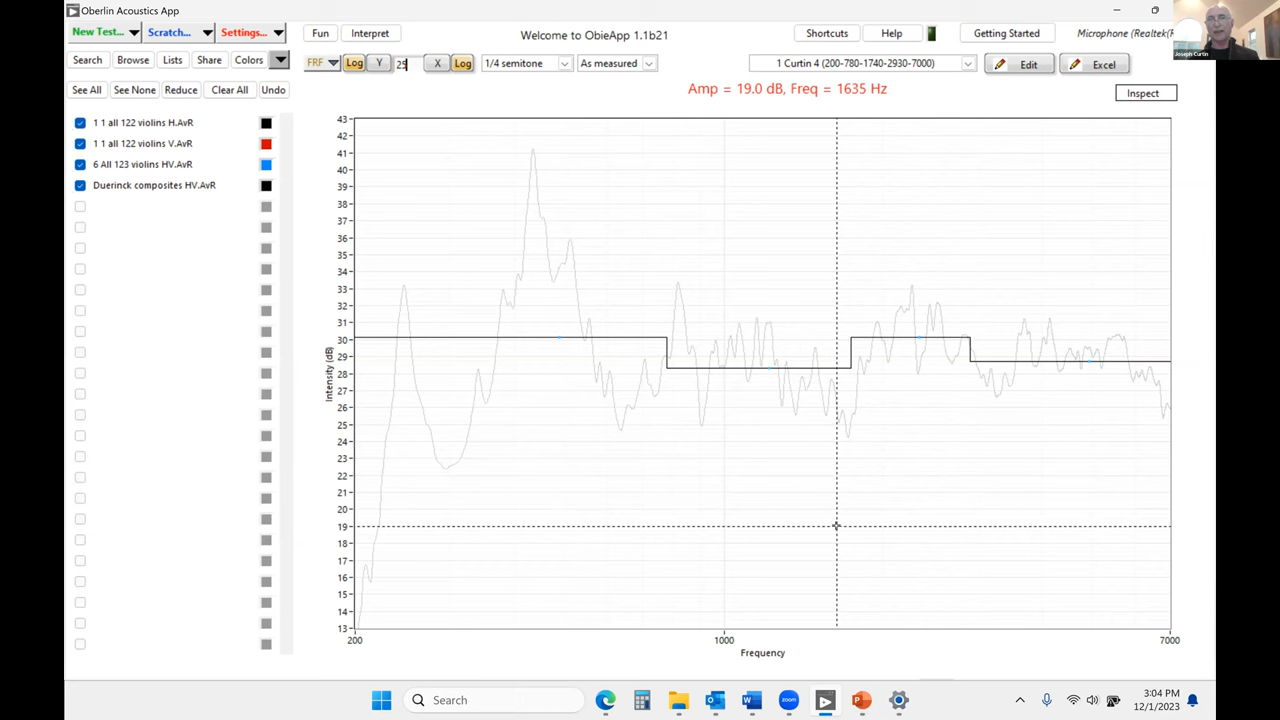 Oberlin Acoustics App
New Test...
Scratch...
Settings...
Fun
Interpret
Welcome to ObieApp 1.1b21
Shortcuts
Help
Getting Started
Microphone (Realtek(R
Joseph Curtin
Search
Browse
Lists
Share
Colors
FRF
Log
Y
25
X
Log
1/4 semitone
As measured
1 Curtin 4 (200-780-1740-2930-7000)
Edit
Excel
See All
See None
Reduce
Clear All
Undo
Amp = 19.0 dB, Freq = 1635 Hz
Inspect
1 1 all 122 violins H.AvR
1 1 all 122 violins V.AvR
6 All 123 violins HV.AvR
Duerinck composites HV.AvR
43
42
41
40
39
38
37
36
35
34
33
32
31
30
29
28
27
26
25
24
23
22
21
20
19
18
17
16
15
14
13
Intensity (dB)
200
1000
7000
Frequency
Search
zoom
3:04 PM
12/1/2023